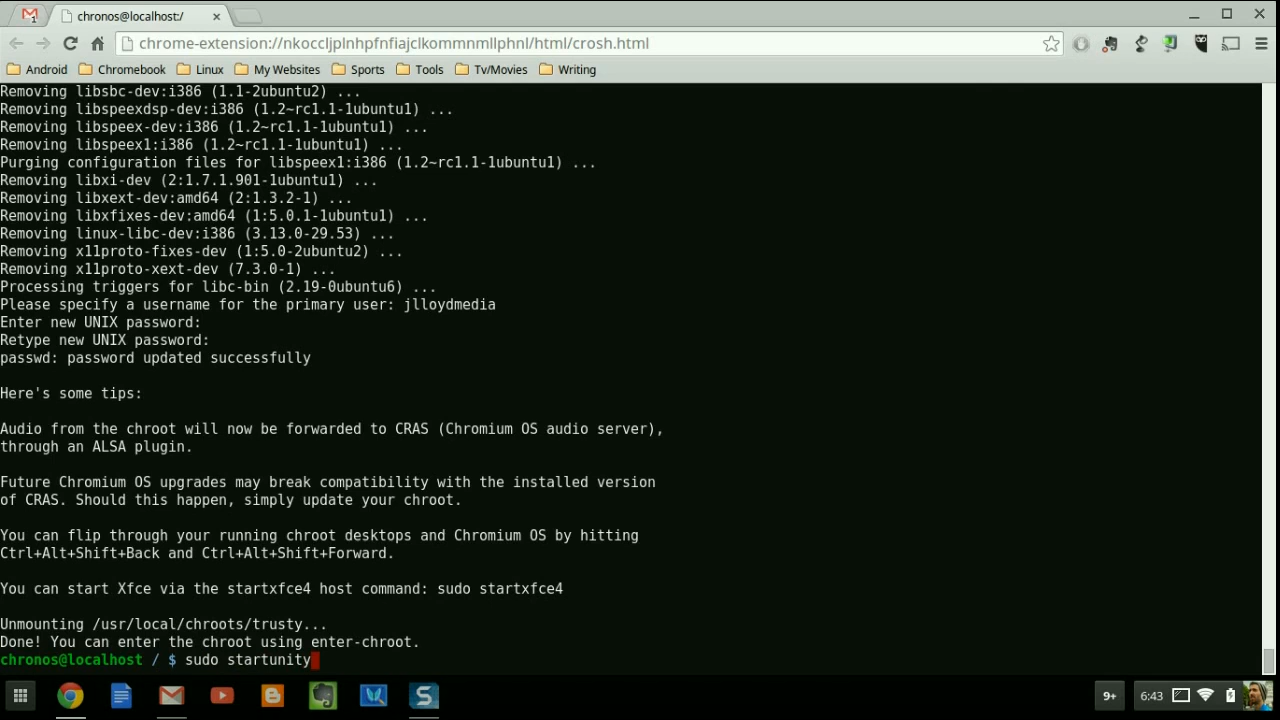 1
chronos@localhost:/
chrome-extension://nkoccljplnhpfnfiajclkommnmllphnl/html/crosh.html
Android Chromebook Linux My Websites Sports Tools Tv/Movies Writing
Removing libsbc-dev:i386 (1.1-2ubuntu2) ...
Removing libspeexdsp-dev:i386 (1.2~rc1.1-1ubuntu1) ...
Removing libspeex-dev:i386 (1.2~rc1.1-1ubuntu1) ...
Removing libspeex1:i386 (1.2~rc1.1-1ubuntu1) ...
Purging configuration files for libspeex1:i386 (1.2~rc1.1-1ubuntu1) ...
Removing libxi-dev (2:1.7.1.901-1ubuntu1) ...
Removing libxext-dev:amd64 (2:1.3.2-1) ...
Removing libxfixes-dev:amd64 (1:5.0.1-1ubuntu1) ...
Removing linux-libc-dev:i386 (3.13.0-29.53) ...
Removing x11proto-fixes-dev (1:5.0-2ubuntu2) ...
Removing x11proto-xext-dev (7.3.0-1) ...
Processing triggers for libc-bin (2.19-0ubuntu6) ...
Please specify a username for the primary user: jlloydmedia
Enter new UNIX password:
Retype new UNIX password:
passwd: password updated successfully
Here's some tips:
Audio from the chroot will now be forwarded to CRAS (Chromium OS audio server),
through an ALSA plugin.
Future Chromium OS upgrades may break compatibility with the installed version
of CRAS. Should this happen, simply update your chroot.
You can flip through your running chroot desktops and Chromium OS by hitting
Ctrl+Alt+Shift+Back and Ctrl+Alt+Shift+Forward.
You can start Xfce via the startxfce4 host command: sudo startxfce4
Unmounting /usr/local/chroots/trusty...
Done! You can enter the chroot using enter-chroot.
chronos@localhost / $ sudo startunity
S 9+ 6:43